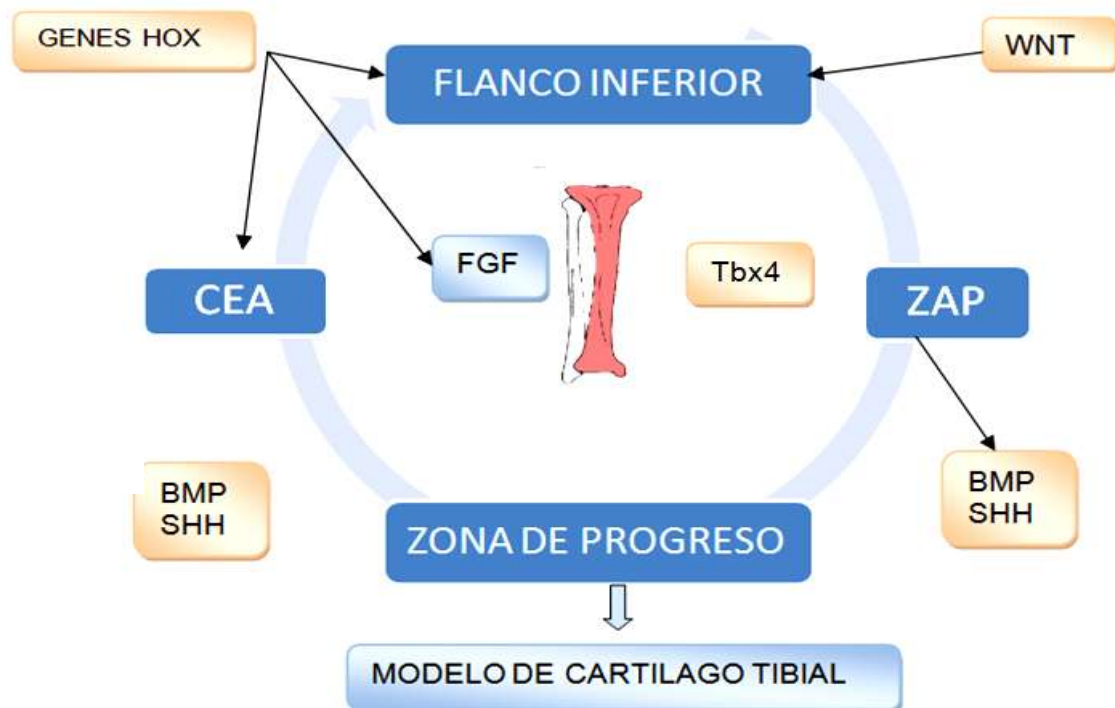 GENES HOX
WNT
FLANCO INFERIOR
FGF
Tbx4
CEA
ZAP
BMP
SHH
BMP
SHH
ZONA DE PROGRESO
MODELO DE CARTILAGO TIBIAL